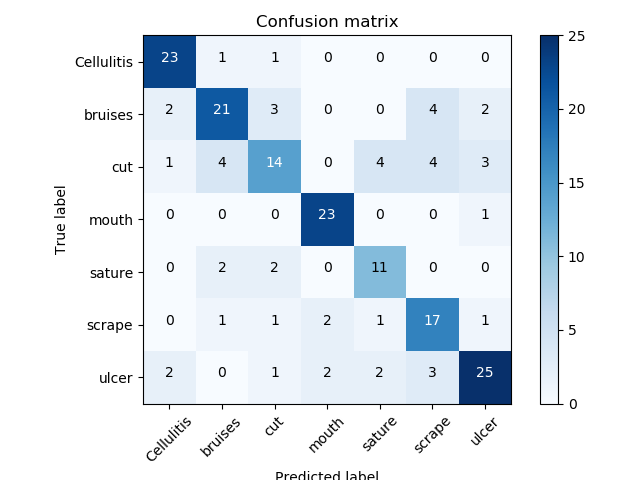 Confusion matrix
Cellulitis 23 1 1 0 0 0 0
bruises 2 21 3 0 0 4 2
cut 1 4 14 0 4 4 3
mouth 0 0 0 23 0 0 1
sature 0 2 2 0 11 0 0
scrape 0 1 1 2 1 17 1
ulcer 2 0 1 2 2 3 25
Cellulitis bruises cut mouth sature scrape ulcer
True label
Predicted label
25
20
15
10
5
0